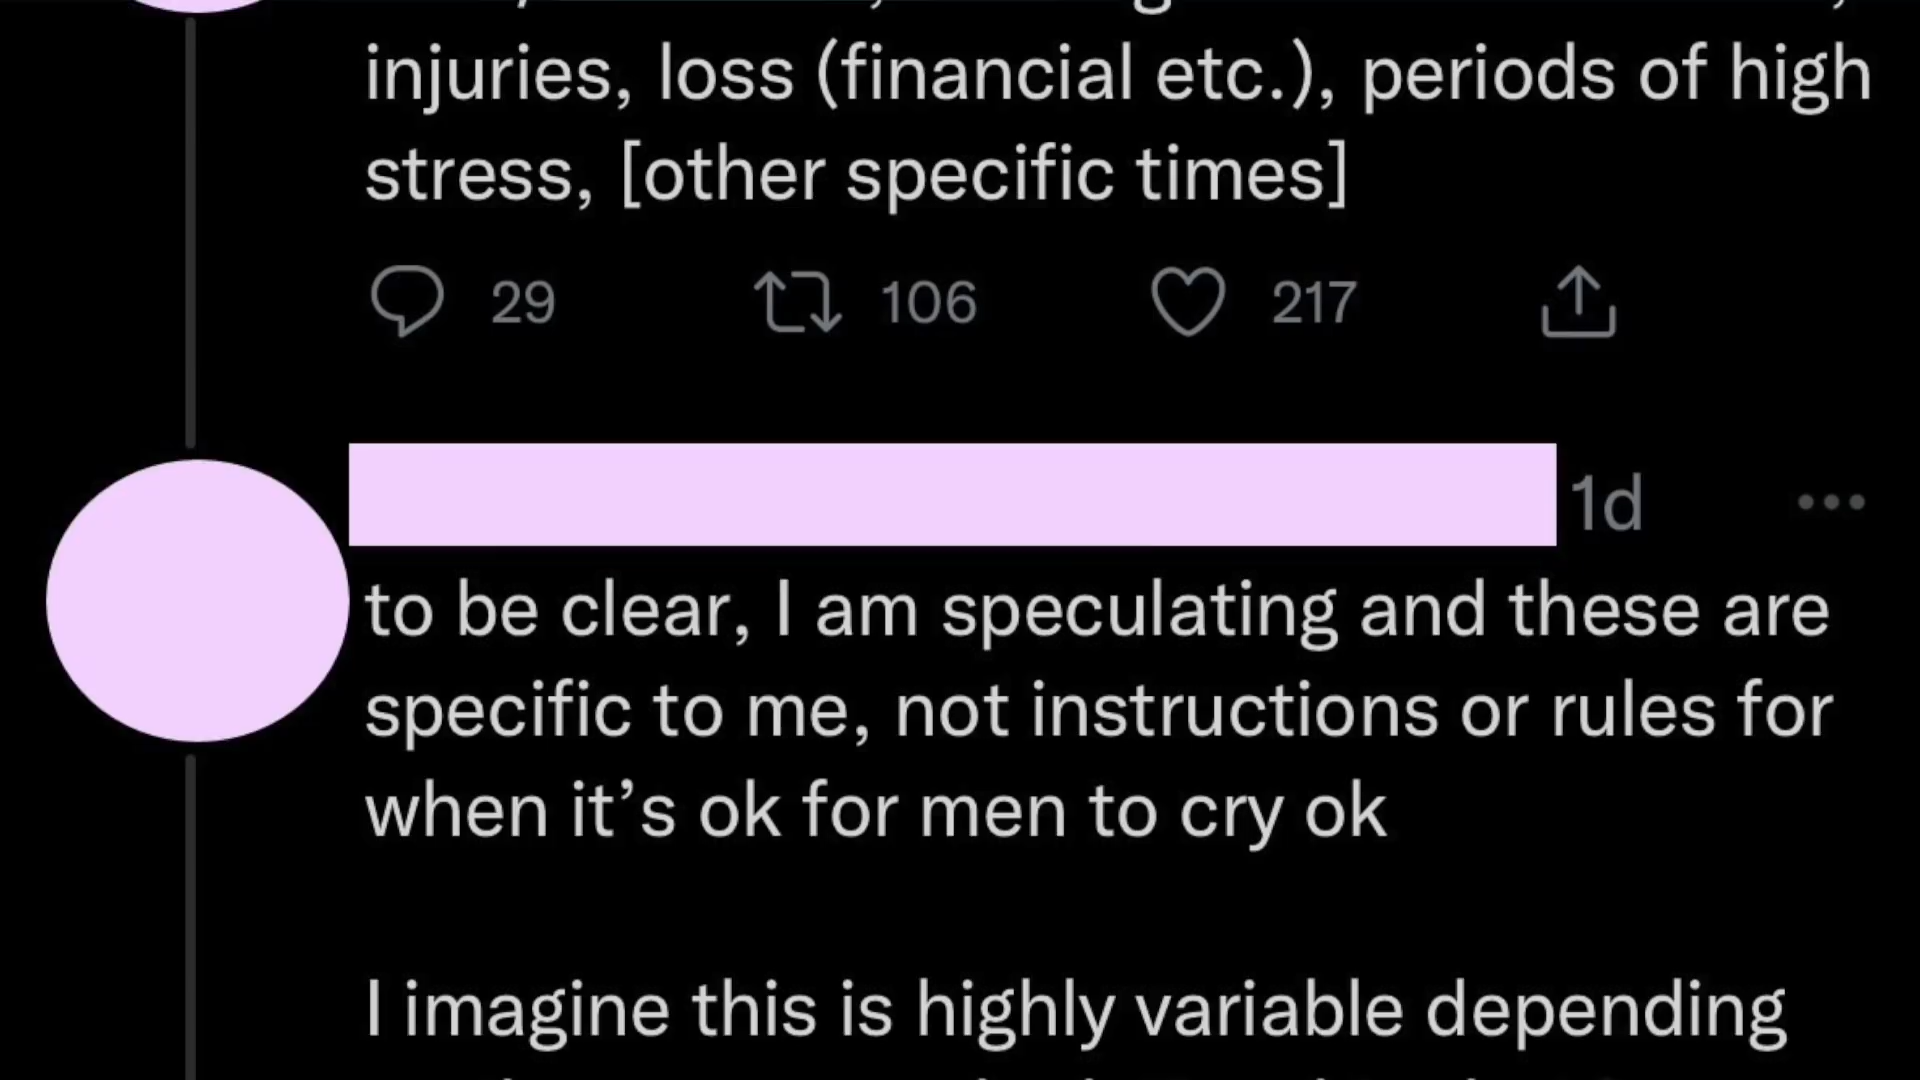 injuries, loss (financial etc.), periods of high
stress, [other specific times]
29 106 217
1d
to be clear, I am speculating and these are
specific to me, not instructions or rules for
when it’s ok for men to cry ok
I imagine this is highly variable depending